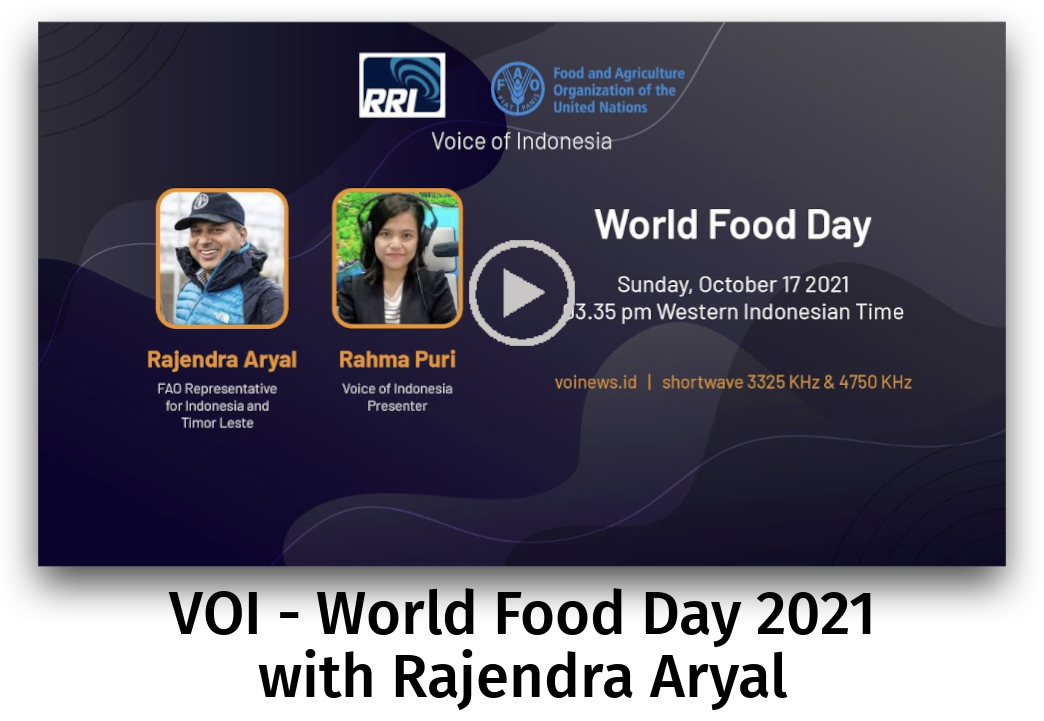 RRI
FAO
FIAT PANIS
Food and Agriculture
Organization of the
United Nations
Voice of Indonesia
World Food Day
Sunday, October 17 2021
03.35 pm Western Indonesian Time
voinews.id | shortwave 3325 KHz & 4750 KHz
Rajendra Aryal
FAO Representative
for Indonesia and
Timor Leste
Rahma Puri
Voice of Indonesia
Presenter
VOI - World Food Day 2021
with Rajendra Aryal